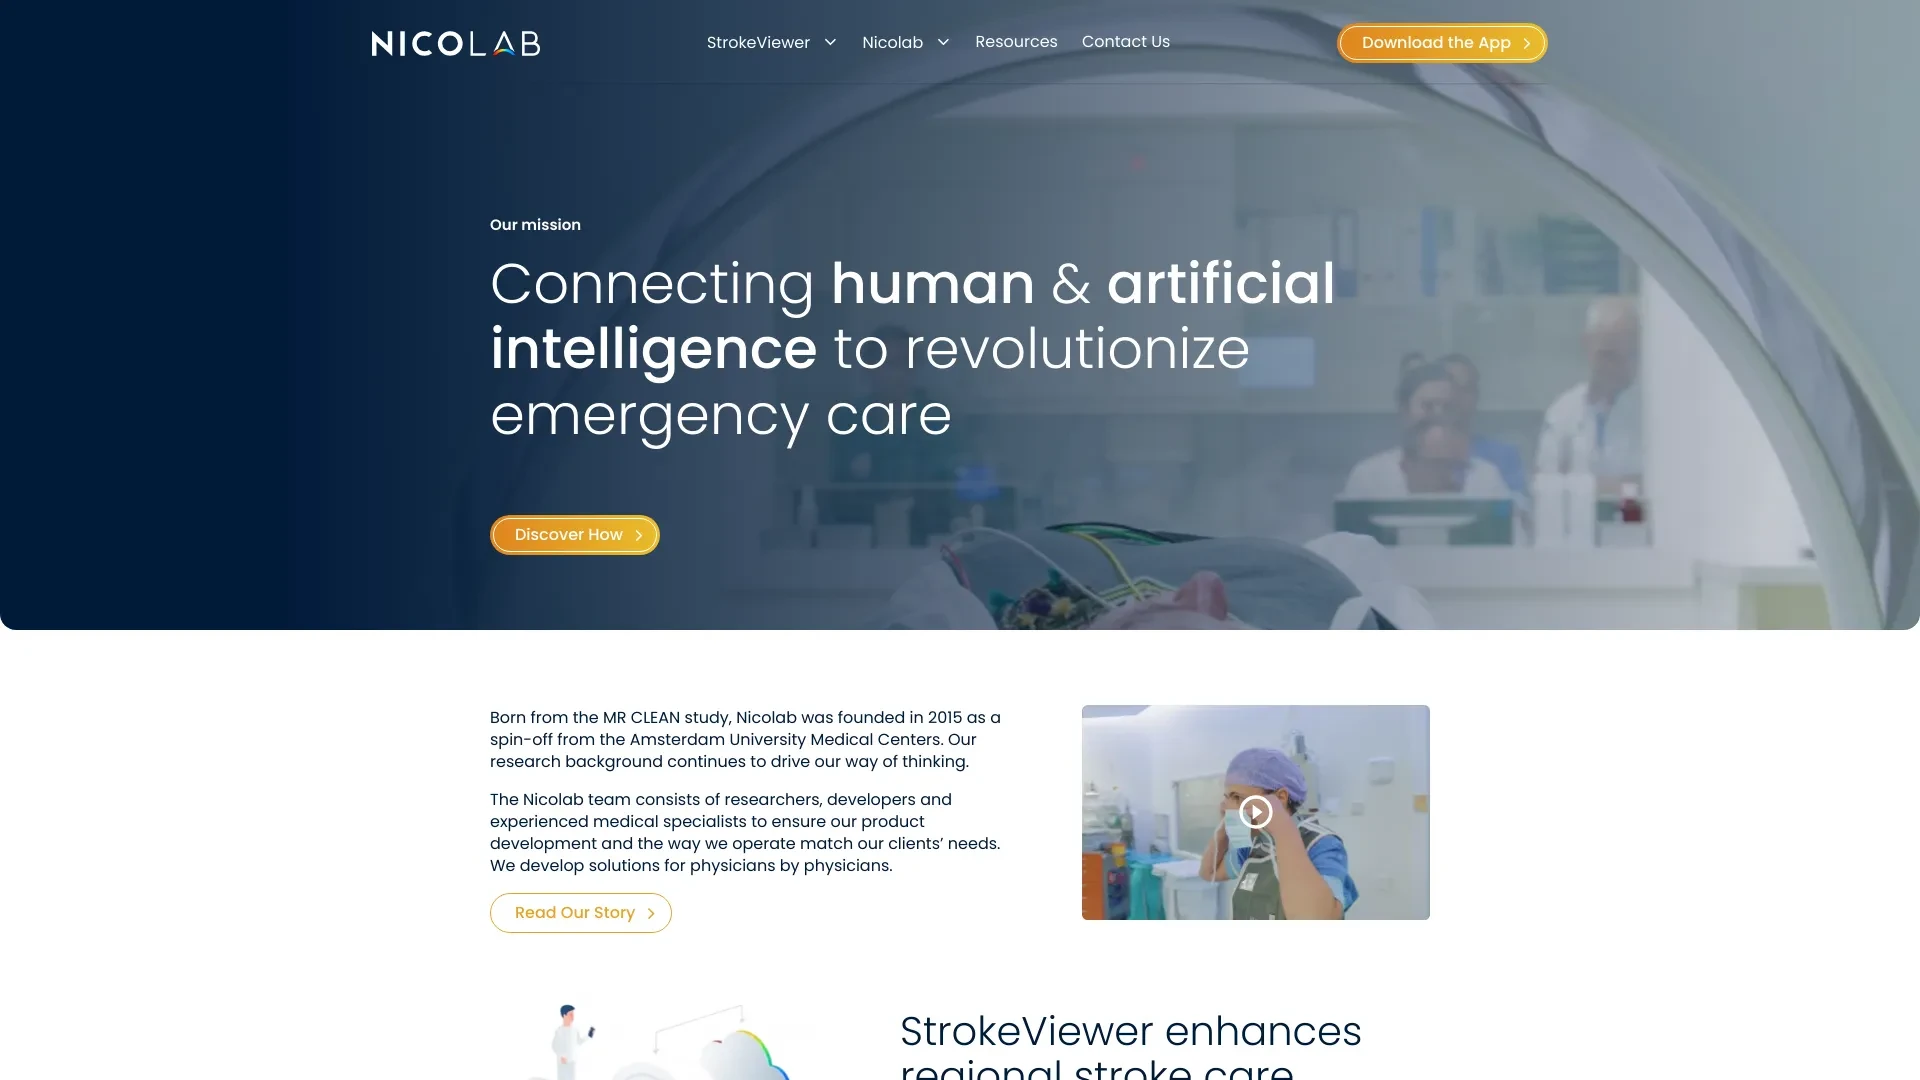 NICOLAB
StrokeViewer
Nicolab
Resources
Contact Us
Download the App
Our mission
Connecting human & artificial
intelligence to revolutionize
emergency care
Discover How
Born from the MR CLEAN study, Nicolab was founded in 2015 as a
spin-off from the Amsterdam University Medical Centers. Our
research background continues to drive our way of thinking.
The Nicolab team consists of researchers, developers and
experienced medical specialists to ensure our product
development and the way we operate match our clients’ needs.
We develop solutions for physicians by physicians.
Read Our Story
StrokeViewer enhances
regional stroke care